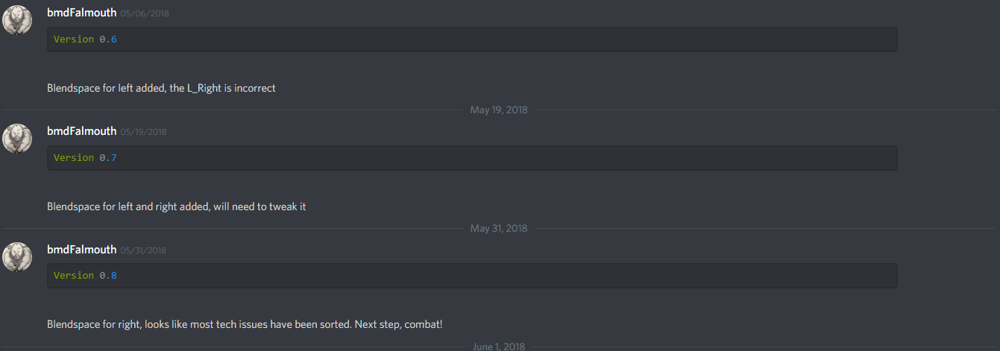 bmdFalmouth 05/06/2018
Version 0.6
Blendspace for left added, the L_Right is incorrect
May 19, 2018
bmdFalmouth 05/19/2018
Version 0.7
Blendspace for left and right added, will need to tweak it
May 31, 2018
bmdFalmouth 05/31/2018
Version 0.8
Blendspace for right, looks like most tech issues have been sorted. Next step, combat!
June 1, 2018